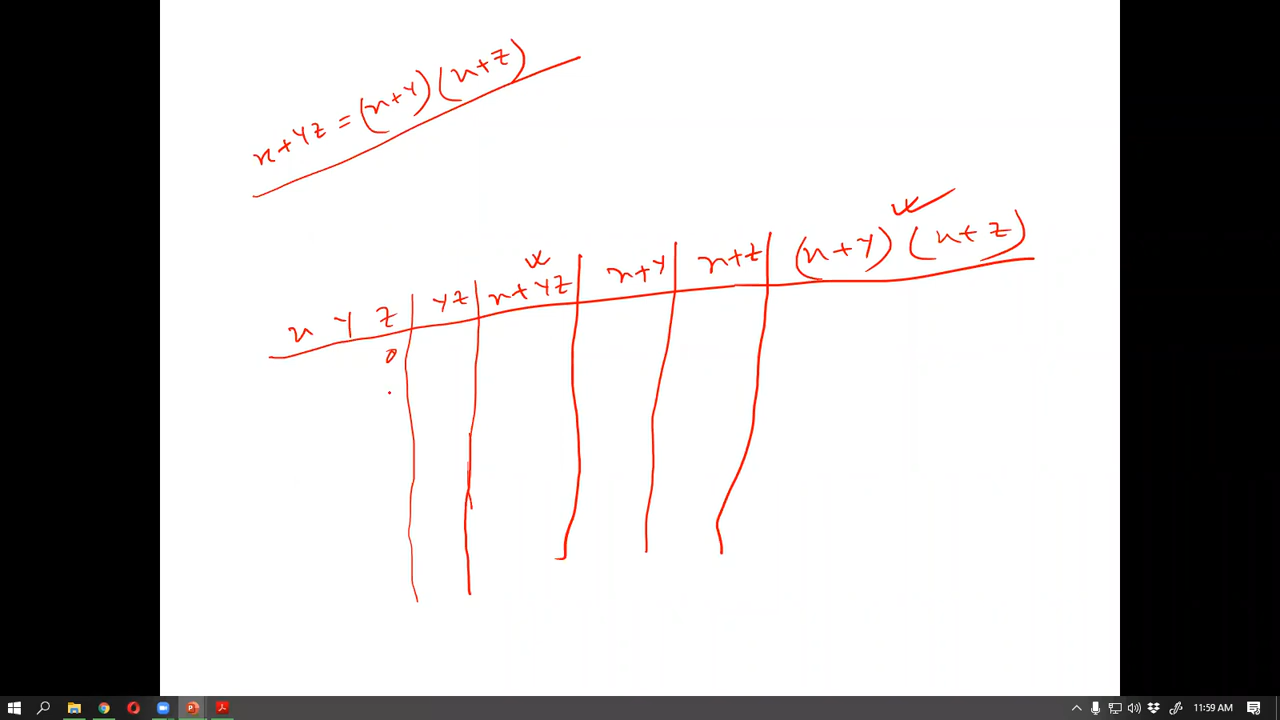 x+yz = (x+y)(x+z)
x y z yz x+yz x+y x+z (x+y)(x+z)
0
11:59 AM